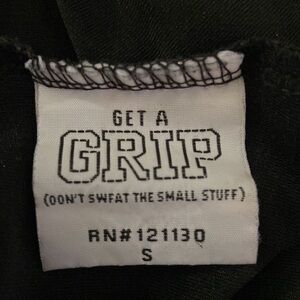 GET A
GRIP
(DON'T SWEAT THE SMALL STUFF)
RN#121130
S